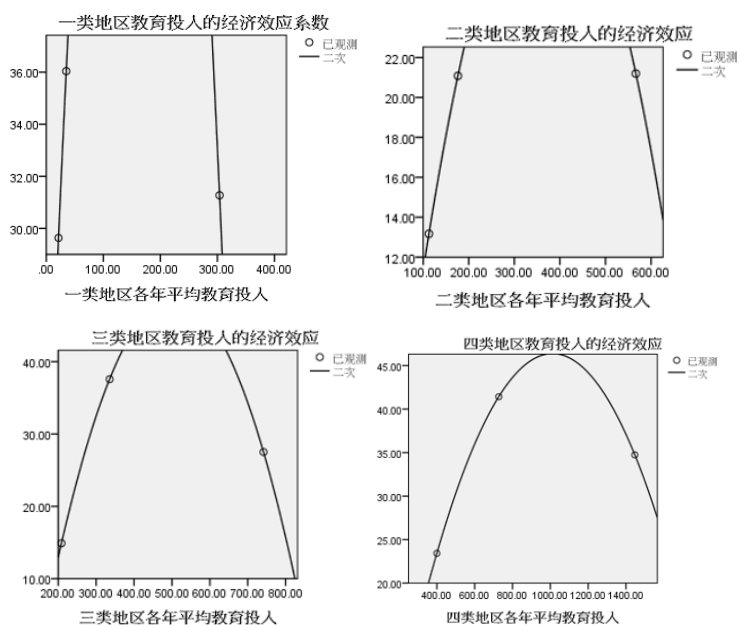 一类地区教育投入的经济效应系数
已观测
二次
36.00
34.00
32.00
30.00
.00 100.00 200.00 300.00 400.00
一类地区各年平均教育投入
二类地区教育投入的经济效应
已观测
二次
22.00
20.00
18.00
16.00
14.00
12.00
100.00 200.00 300.00 400.00 500.00 600.00
二类地区各年平均教育投入
三类地区教育投入的经济效应
已观测
二次
40.00
30.00
20.00
10.00
200.00 300.00 400.00 500.00 600.00 700.00 800.00
三类地区各年平均教育投入
四类地区教育投入的经济效应
已观测
二次
45.00
40.00
35.00
30.00
25.00
20.00
400.00 600.00 800.00 1000.00 1200.00 1400.00
四类地区各年平均教育投入